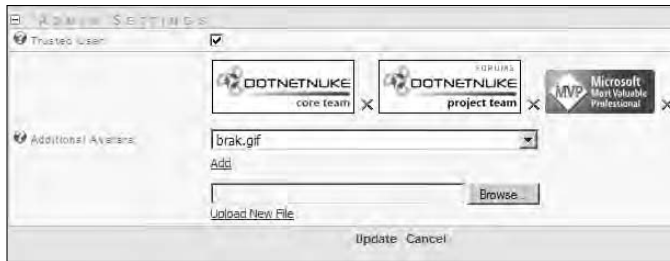 Admin Settings
Trusted User:
DOTNETNUKE
core team
FORUMS
DOTNETNUKE
project team
MVP
Microsoft
Most Valuable
Professional
Additional Avatars:
brak.gif
Add
Browse...
Upload New File
Update Cancel